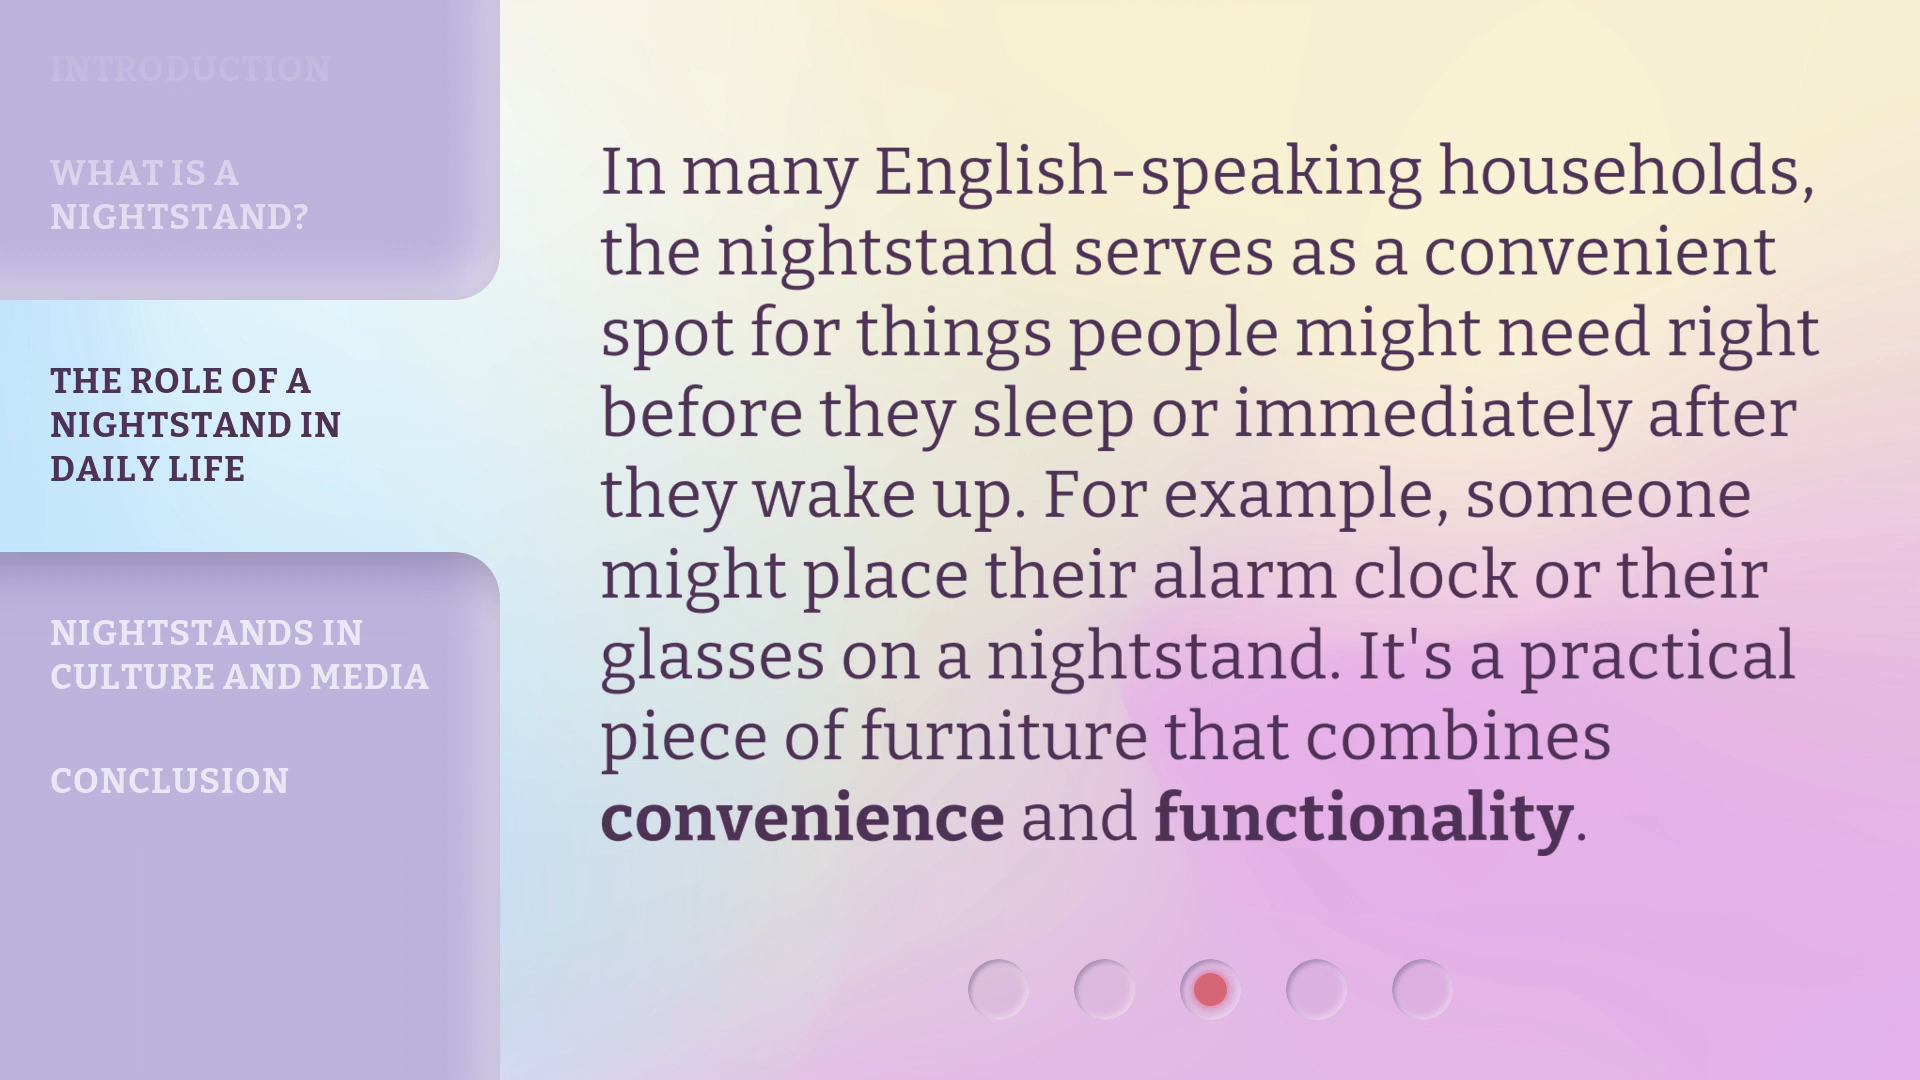 INTRODUCTION
WHAT IS A
NIGHTSTAND?
THE ROLE OF A
NIGHTSTAND IN
DAILY LIFE
NIGHTSTANDS IN
CULTURE AND MEDIA
CONCLUSION
In many English-speaking households,
the nightstand serves as a convenient
spot for things people might need right
before they sleep or immediately after
they wake up. For example, someone
might place their alarm clock or their
glasses on a nightstand. It's a practical
piece of furniture that combines
convenience and functionality.